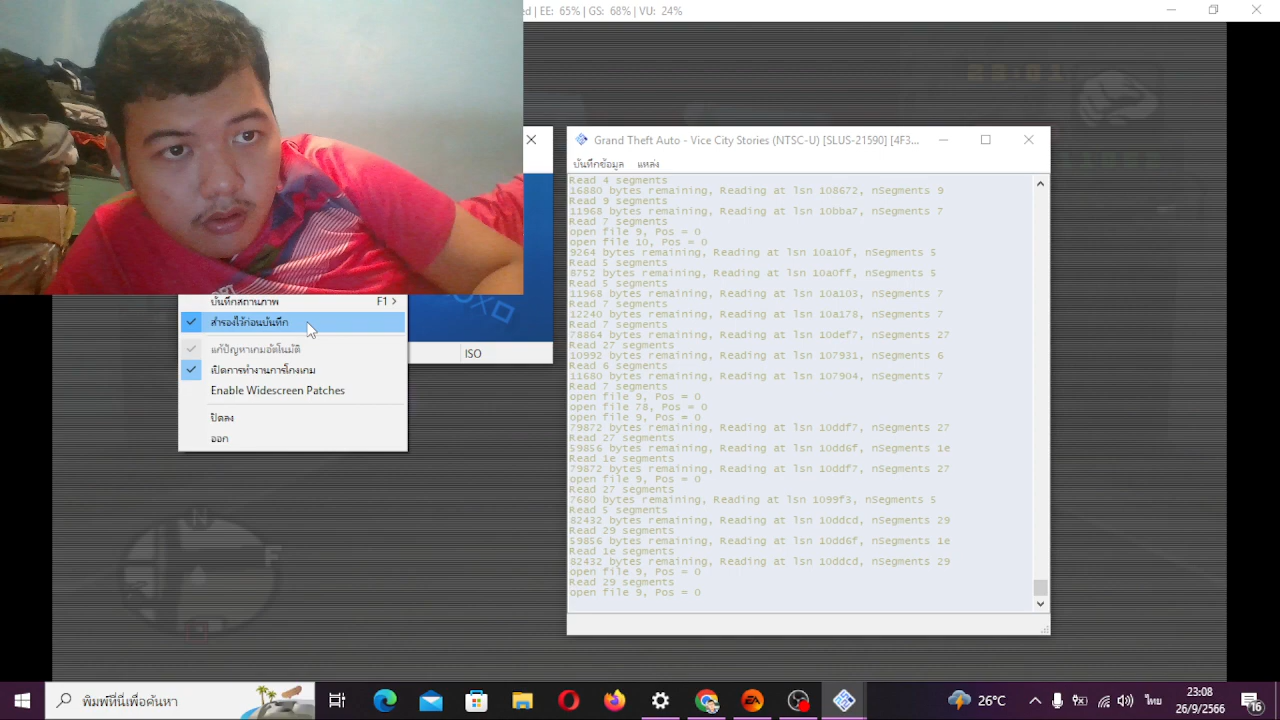 | EE: 65% | GS: 68% | VU: 24%
Grand Theft Auto - Vice City Stories (NTSC-U) [SLUS-21590] [4F3...
บันทึกข้อมูล แหล่ง
Read 4 segments
16880 bytes remaining, Reading at lsn 108672, nSegments 9
Read 9 segments
11968 bytes remaining, Reading at lsn 10bba7, nSegments 7
Read 7 segments
open file 9, Pos = 0
open file 10, Pos = 0
9264 bytes remaining, Reading at lsn 10a10f, nSegments 5
Read 5 segments
8752 bytes remaining, Reading at lsn 10a0ff, nSegments 5
Read 5 segments
11968 bytes remaining, Reading at lsn 10a103, nSegments 7
Read 7 segments
12240 bytes remaining, Reading at lsn 10a178, nSegments 7
Read 7 segments
78864 bytes remaining, Reading at lsn 10def7, nSegments 27
Read 27 segments
10992 bytes remaining, Reading at lsn 107931, nSegments 6
Read 6 segments
11680 bytes remaining, Reading at lsn 107904, nSegments 7
Read 7 segments
open file 9, Pos = 0
open file 78, Pos = 0
open file 9, Pos = 0
79872 bytes remaining, Reading at lsn 10ddf7, nSegments 27
Read 27 segments
59856 bytes remaining, Reading at lsn 10dd6f, nSegments 1e
Read 1e segments
79872 bytes remaining, Reading at lsn 10ddf7, nSegments 27
open file 9, Pos = 0
Read 27 segments
7680 bytes remaining, Reading at lsn 1099f3, nSegments 5
Read 5 segments
82432 bytes remaining, Reading at lsn 10ddcd, nSegments 29
Read 29 segments
59856 bytes remaining, Reading at lsn 10dd6f, nSegments 1e
Read 1e segments
82432 bytes remaining, Reading at lsn 10ddcd, nSegments 29
open file 9, Pos = 0
Read 29 segments
open file 9, Pos = 0
บันทึกสถานภาพ F1
สำรองไว้ก่อนบันทึก
แก้ปัญหาเกมอัตโนมัติ
เปิดการทำงานการโกงเกม
Enable Widescreen Patches
ปิดลง
ออก
ISO
พิมพ์ที่นี่เพื่อค้นหา
26°C
ไทย
23:08
26/9/2566
16